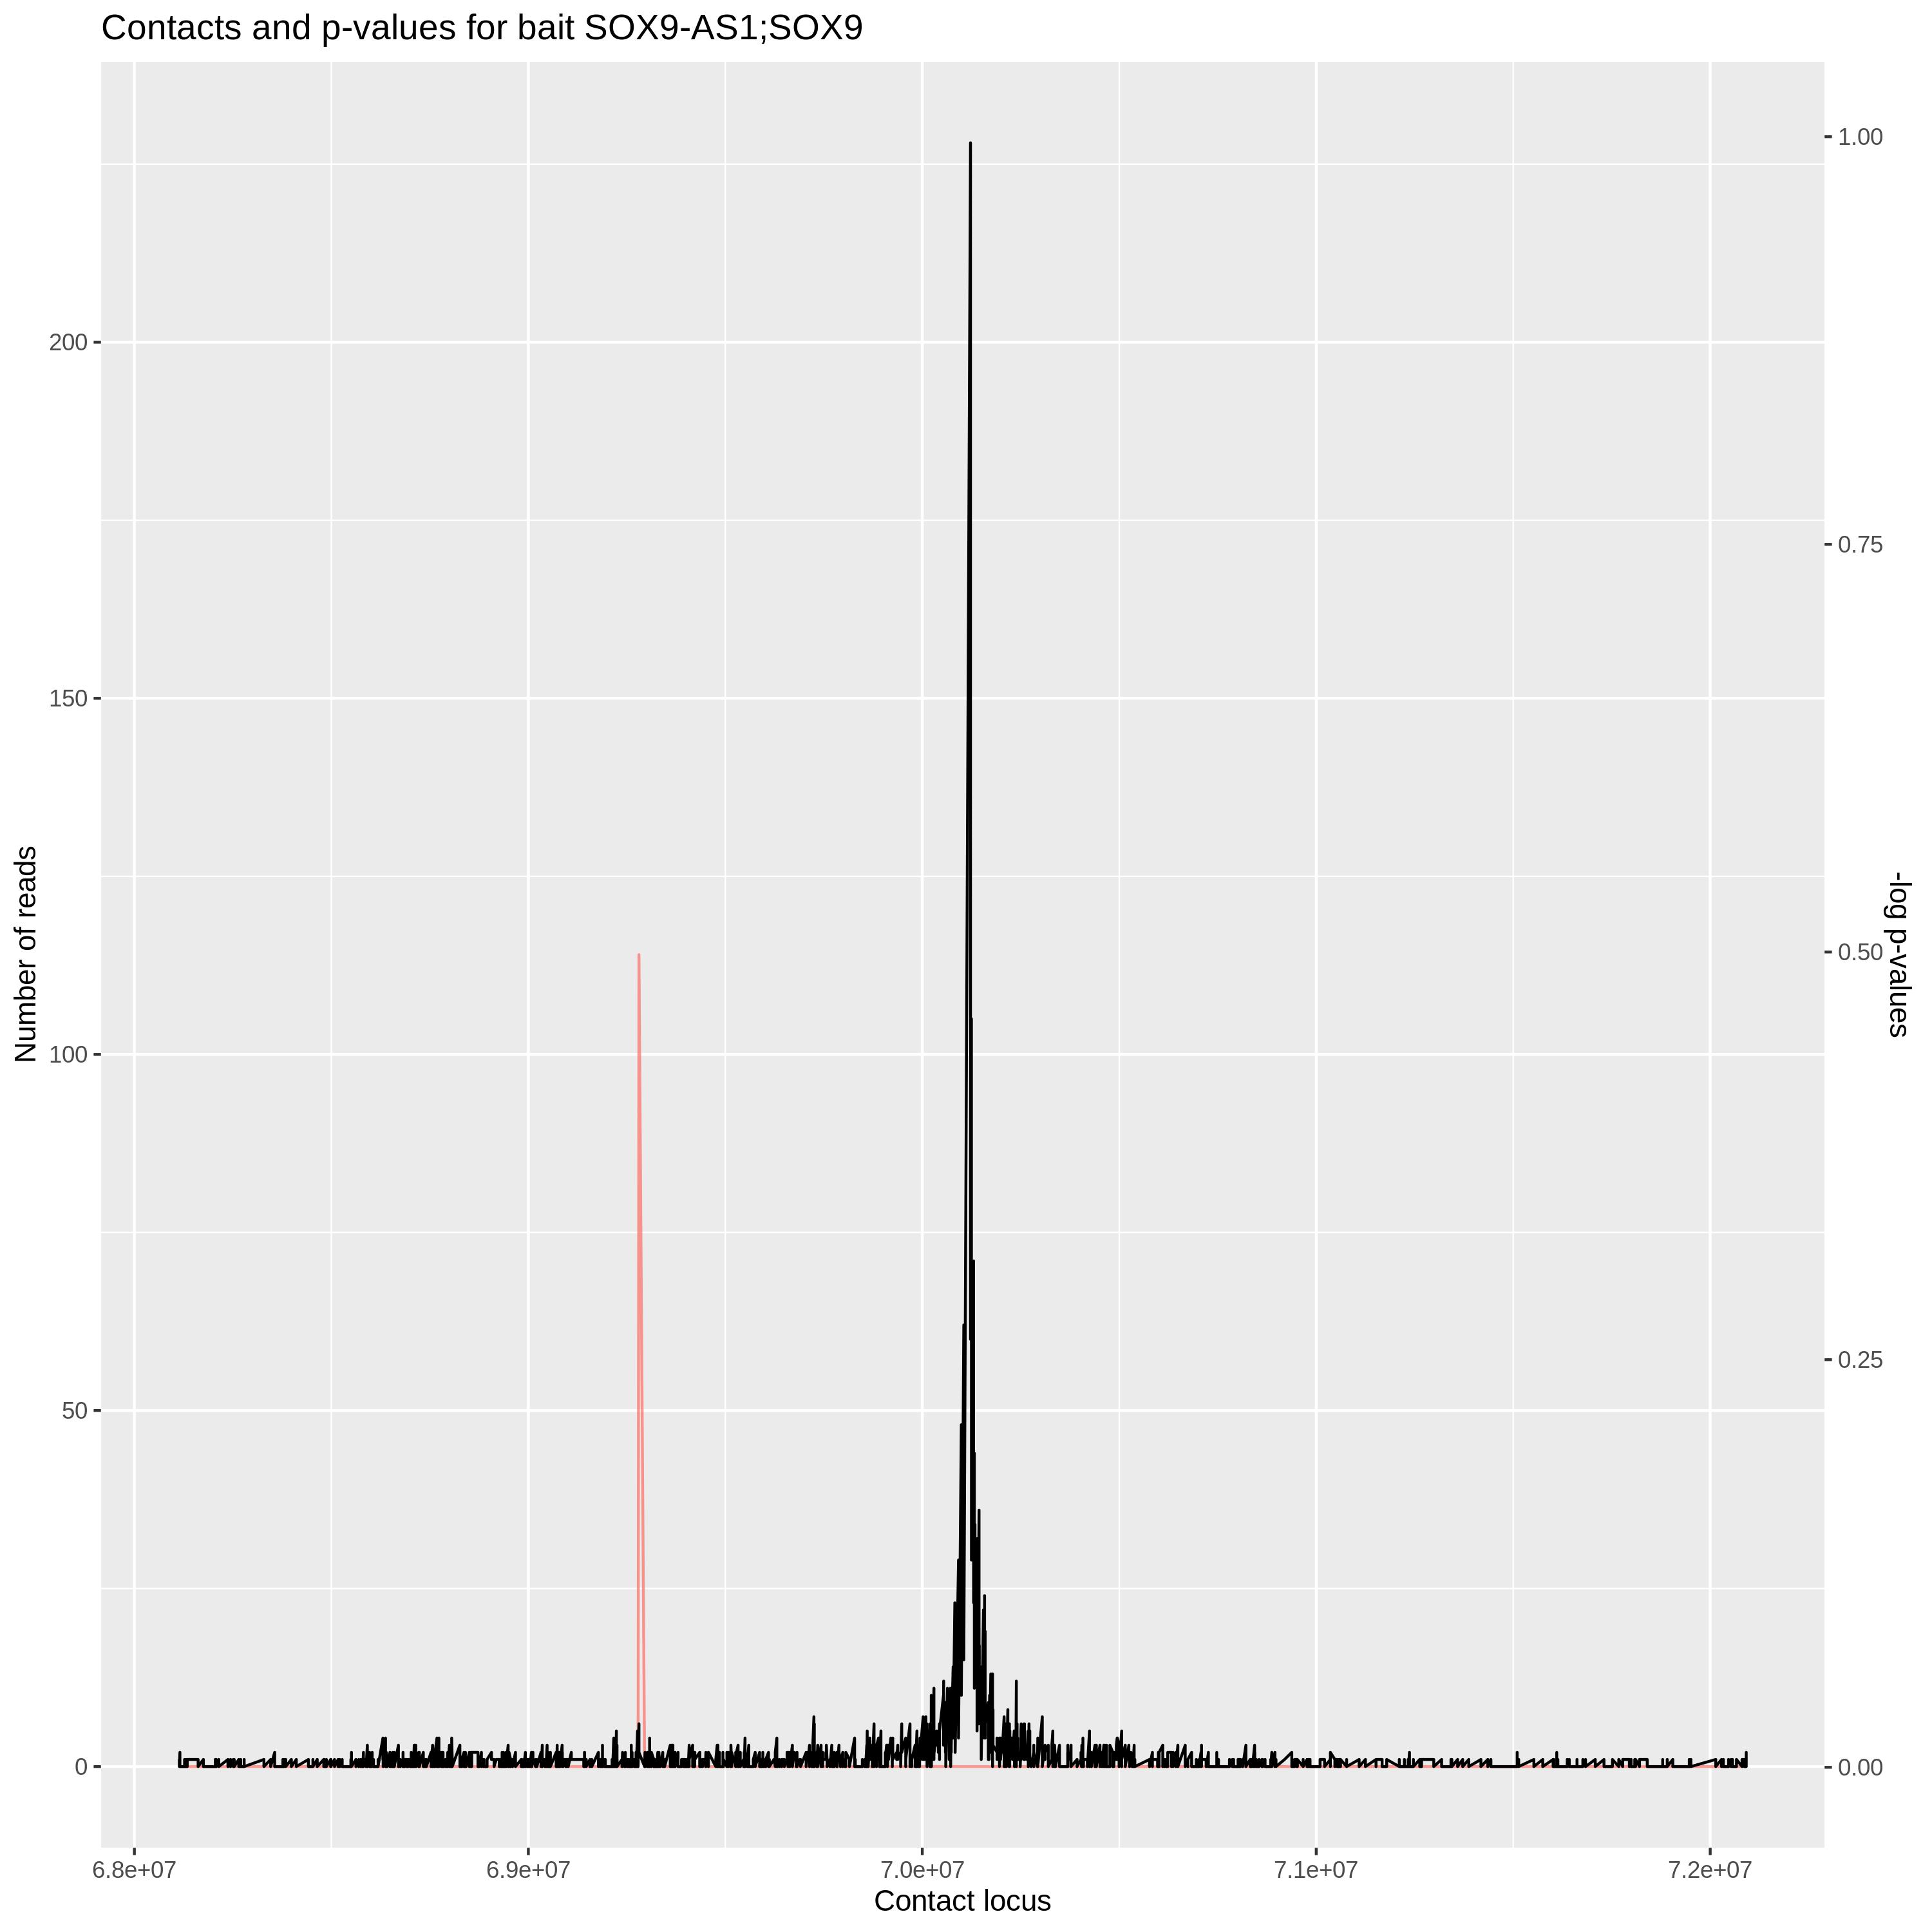 Contacts and p-values for bait SOX9-AS1;SOX9
Number of reads
200
150
100
50
0
1.00
0.75
0.50
0.25
0.00
-log p-values
6.8e+07 6.9e+07 7.0e+07 7.1e+07 7.2e+07
Contact locus